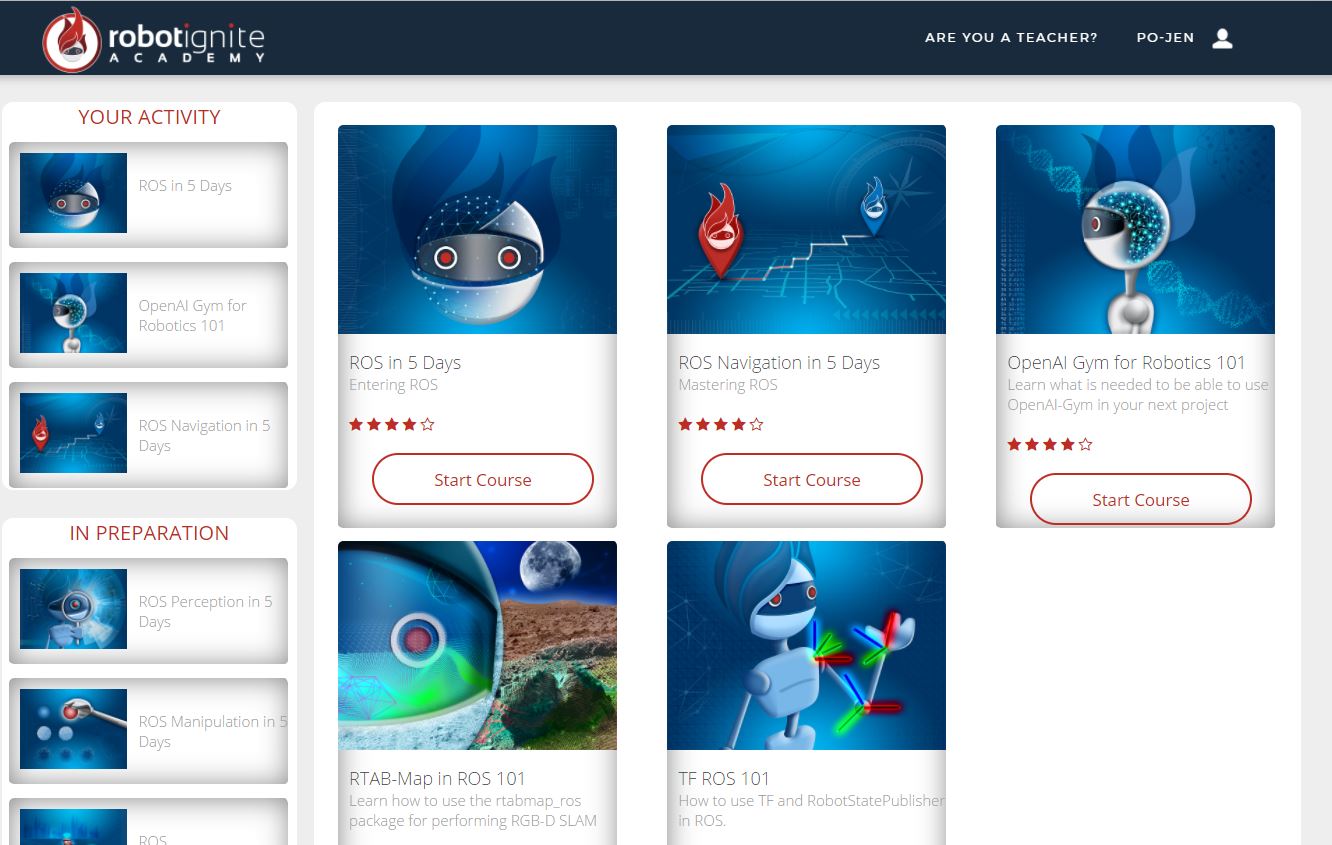 robotignite
ACADEMY
ARE YOU A TEACHER?
PO-JEN
YOUR ACTIVITY
ROS in 5 Days
OpenAI Gym for
Robotics 101
ROS Navigation in 5
Days
IN PREPARATION
ROS Perception in 5
Days
ROS Manipulation in 5
Days
ROS
ROS in 5 Days
Entering ROS
Start Course
ROS Navigation in 5 Days
Mastering ROS
Start Course
OpenAI Gym for Robotics 101
Learn what is needed to be able to use
OpenAI-Gym in your next project
Start Course
RTAB-Map in ROS 101
Learn how to use the rtabmap_ros
package for performing RGB-D SLAM
TF ROS 101
How to use TF and RobotStatePublisher
in ROS.